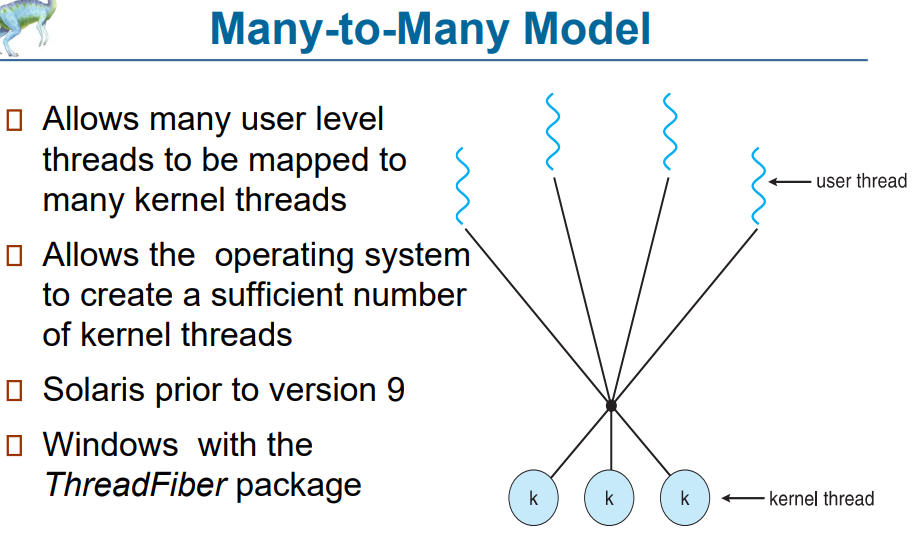 Many-to-Many Model
Allows many user level
threads to be mapped to
many kernel threads
Allows the operating system
to create a sufficient number
of kernel threads
Solaris prior to version 9
Windows with the
ThreadFiber package
user thread
k k k
kernel thread